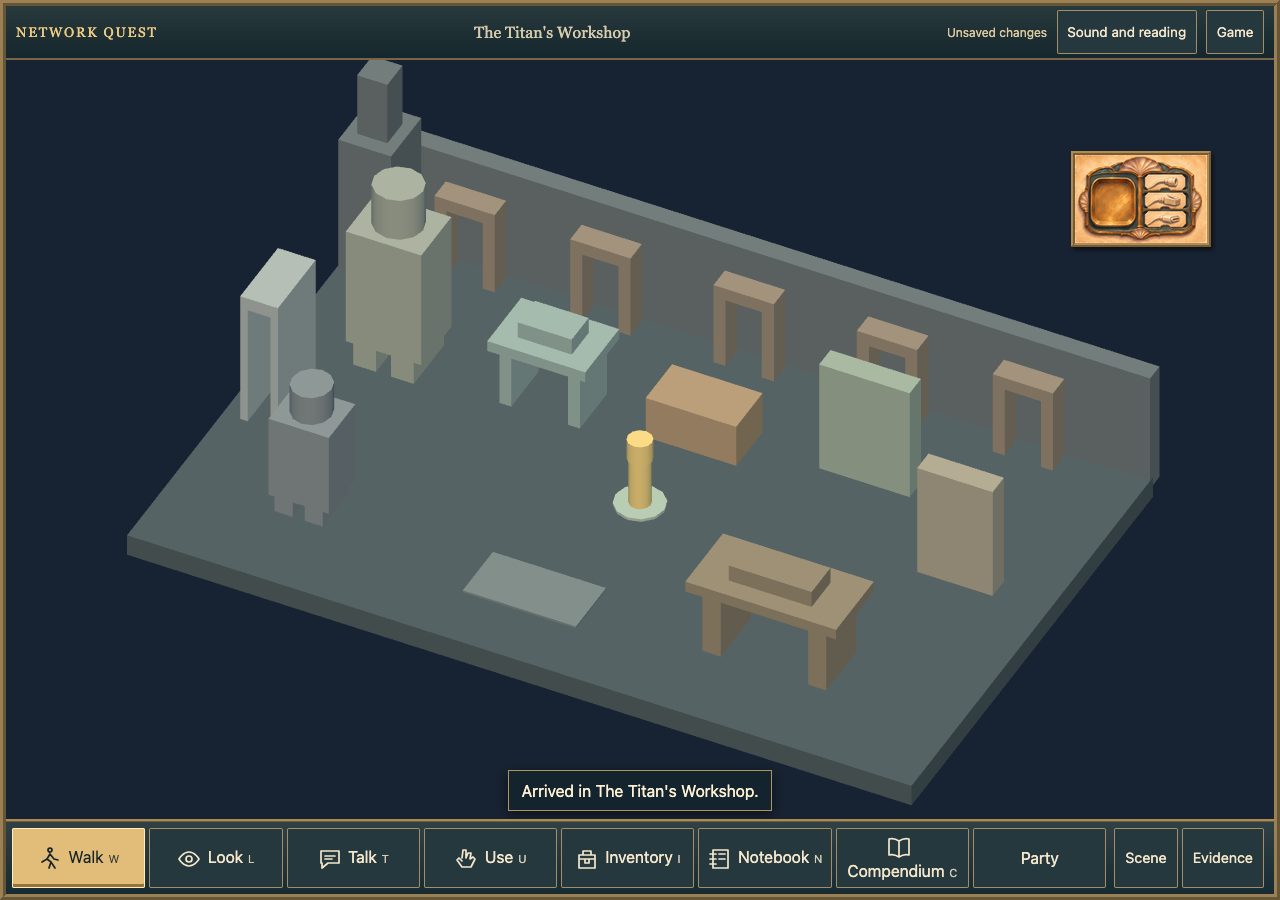 NETWORK QUEST
The Titan's Workshop
Unsaved changes
Sound and reading
Game
Arrived in The Titan's Workshop.
Walk W
Look L
Talk T
Use U
Inventory I
Notebook N
Compendium C
Party
Scene
Evidence